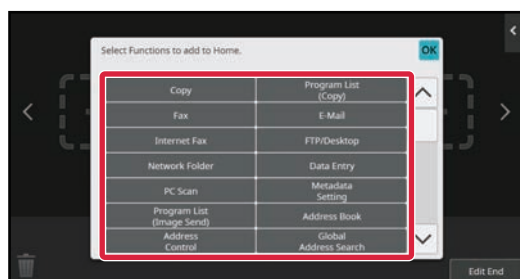 Select Functions to add to Home.
OK
Copy
Program List
(Copy)
Fax
E-Mail
Internet Fax
FTP/Desktop
Network Folder
Data Entry
PC Scan
Metadata
Setting
Program List
(Image Send)
Address Book
Address
Control
Global
Address Search
Edit End